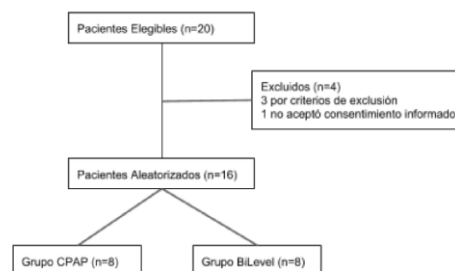 Pacientes Elegibles (n=20)
Excluidos (n=4)
3 por criterios de exclusión
1 no aceptó consentimiento informado
Pacientes Aleatorizados (n=16)
Grupo CPAP (n=8)
Grupo BiLevel (n=8)